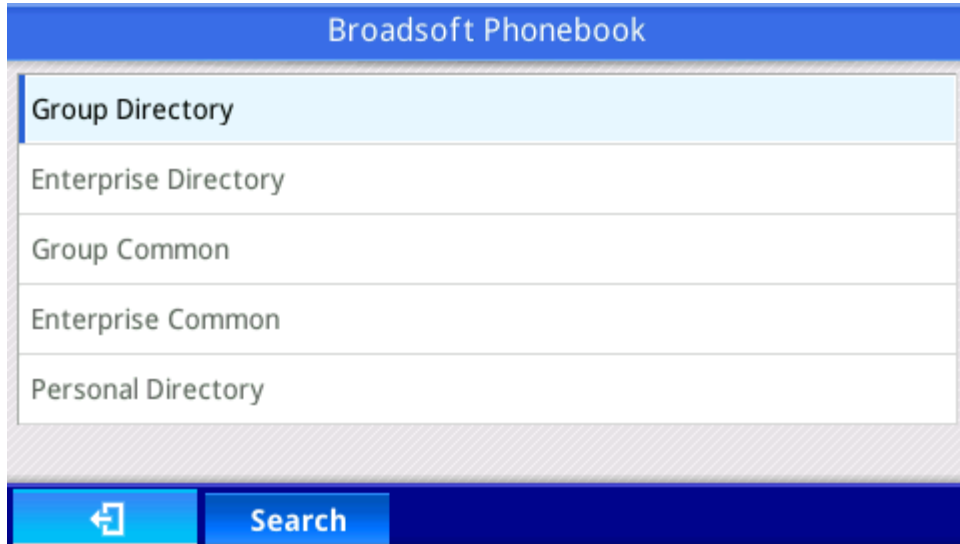 Broadsoft Phonebook
Group Directory
Enterprise Directory
Group Common
Enterprise Common
Personal Directory
Search